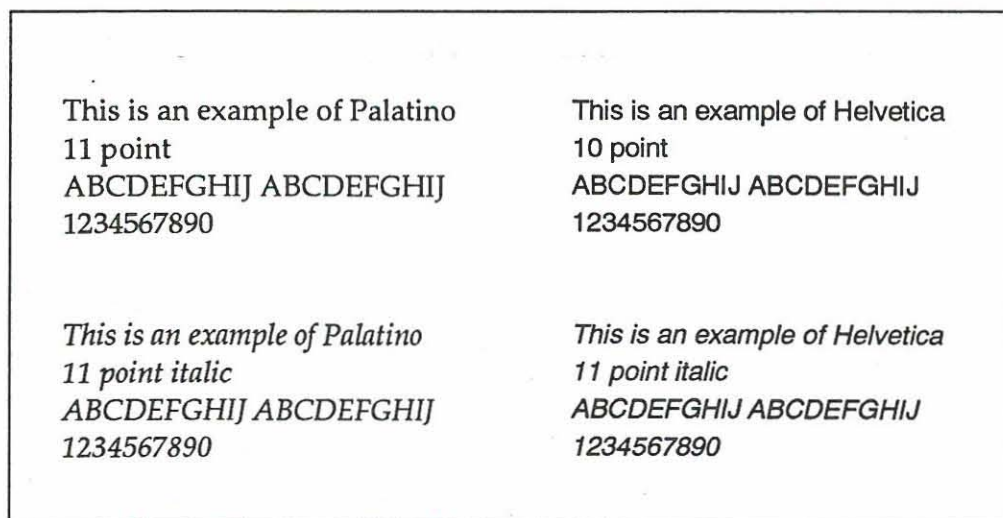 This is an example of Palatino
11 point
ABCDEFGHIJ ABCDEFGHIJ
1234567890
This is an example of Helvetica
10 point
ABCDEFGHIJ ABCDEFGHIJ
1234567890
This is an example of Palatino
11 point italic
ABCDEFGHIJ ABCDEFGHIJ
1234567890
This is an example of Helvetica
11 point italic
ABCDEFGHIJ ABCDEFGHIJ
1234567890